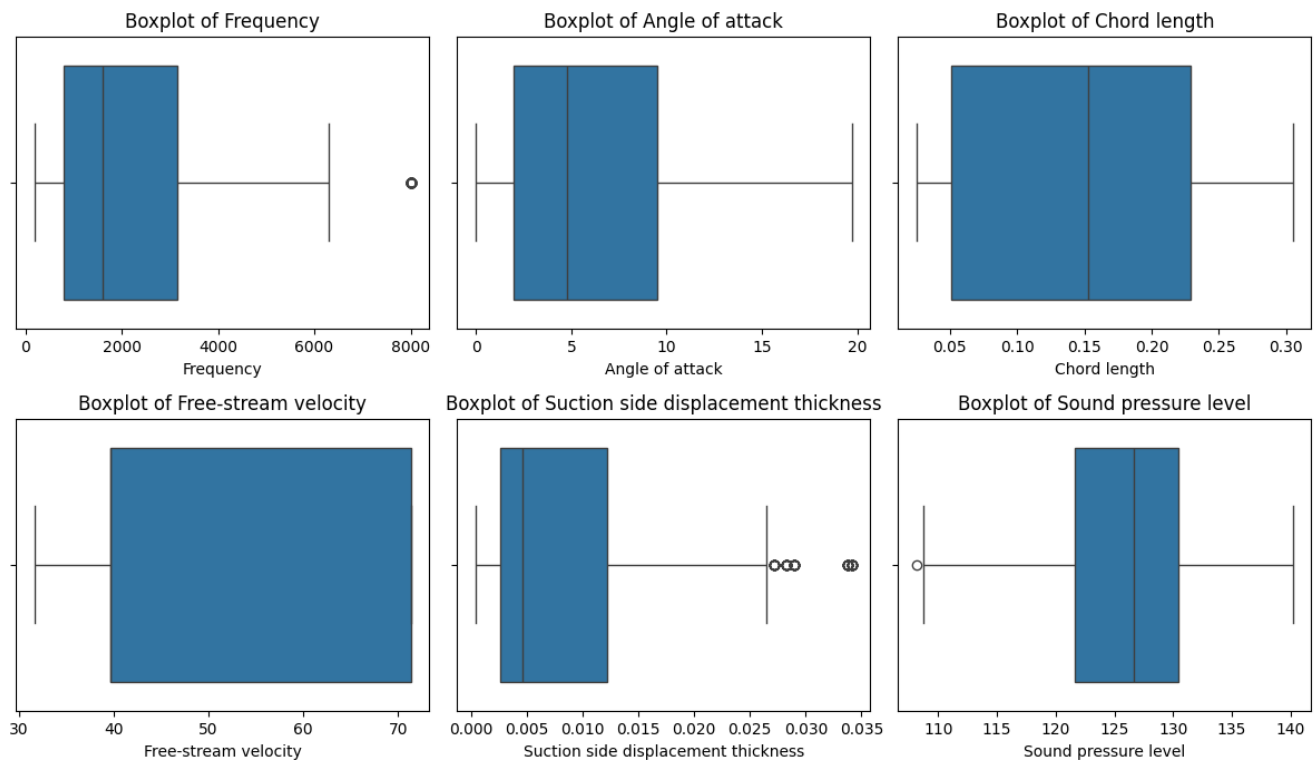 Boxplot of Frequency
Boxplot of Angle of attack
Boxplot of Chord length
0 2000 4000 6000 8000
0 5 10 15 20
0.05 0.10 0.15 0.20 0.25 0.30
Frequency
Angle of attack
Chord length
Boxplot of Free-stream velocity
Boxplot of Suction side displacement thickness
Boxplot of Sound pressure level
30 40 50 60 70
0.000 0.005 0.010 0.015 0.020 0.025 0.030 0.035
110 115 120 125 130 135 140
Free-stream velocity
Suction side displacement thickness
Sound pressure level